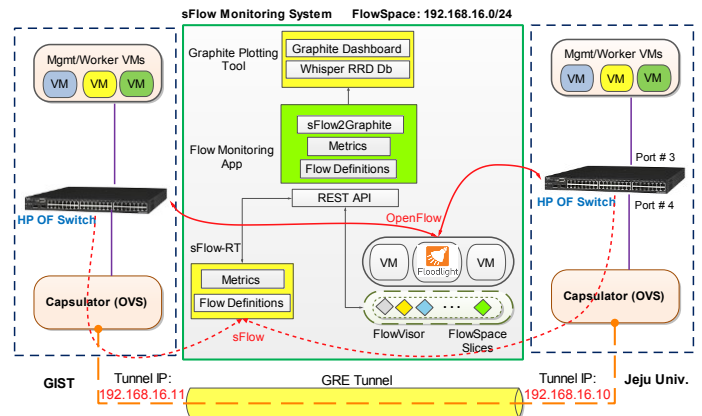 sFlow Monitoring System FlowSpace: 192.168.16.0/24
Mgmt/Worker VMs
VM VM VM
HP OF Switch
Capsulator (OVS)
GIST
Graphite Plotting
Tool
Graphite Dashboard
Whisper RRD Db
Flow Monitoring
App
sFlow2Graphite
Metrics
Flow Definitions
REST API
OpenFlow
sFlow-RT
Metrics
Flow Definitions
sFlow
VM
Floodlight
VM
FlowVisor
FlowSpace
Slices
Mgmt/Worker VMs
VM VM VM
Port # 3
HP OF Switch
Port # 4
Capsulator (OVS)
Jeju Univ.
Tunnel IP:
192.168.16.11
GRE Tunnel
Tunnel IP:
192.168.16.10